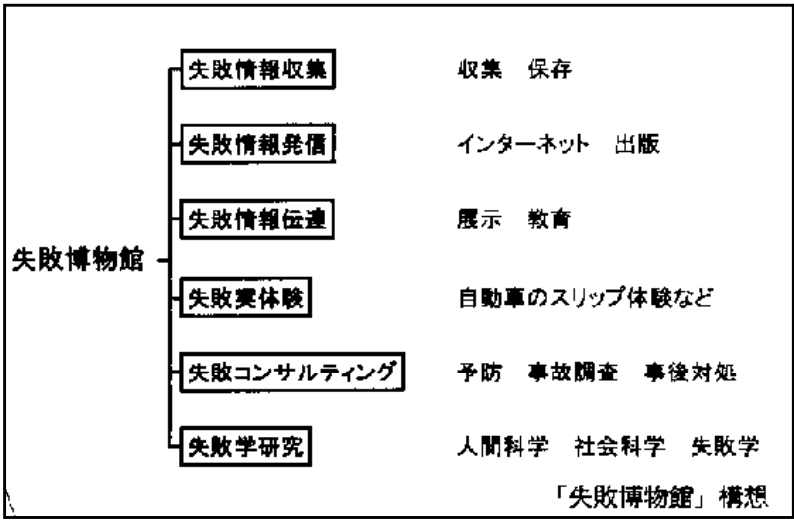 失敗情報収集 収集 保存
失敗情報発信 インターネット 出版
失敗情報伝達 展示 教育
失敗博物館
失敗実体験 自動車のスリップ体験など
失敗コンサルティング 予防 事故調査 事後対処
失敗学研究 人間科学 社会科学 失敗学
「失敗博物館」構想